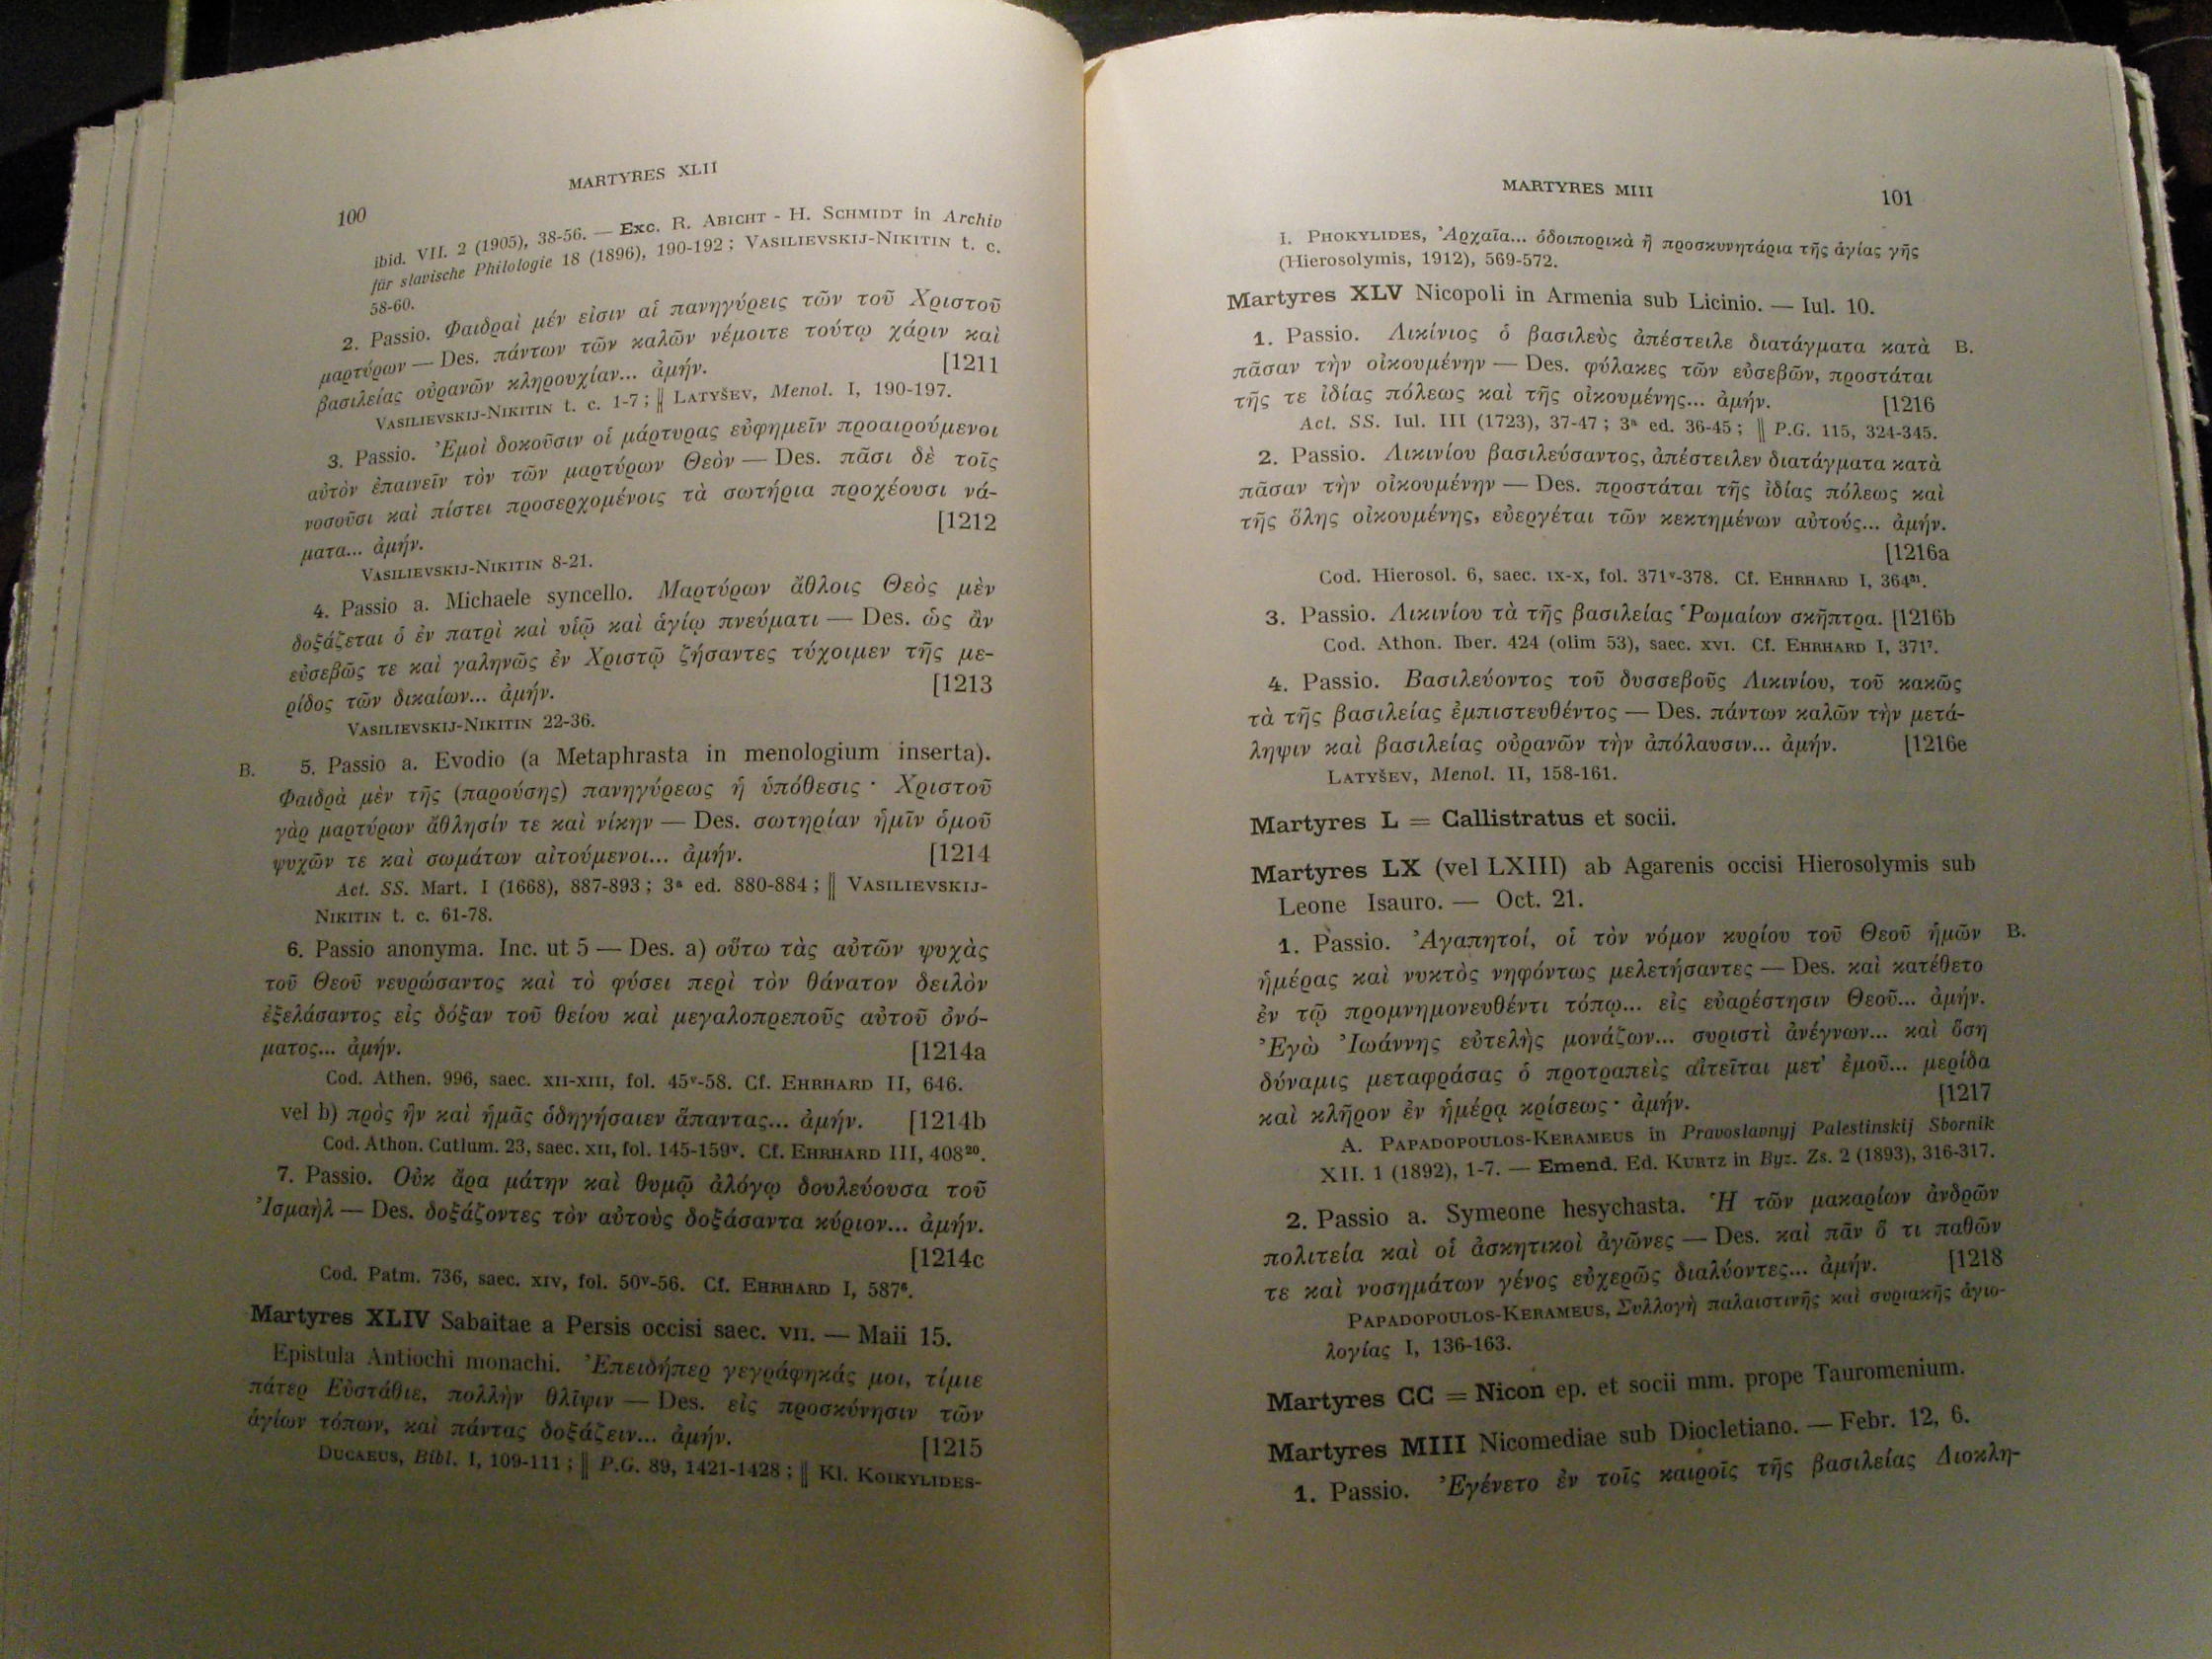 100
MARTYRES XLII
ibid. VII. 2 (1905), 38-56. — Exc. R. ABICHT - H. SCHMIDT in Archiv
für slavische Philologie 18 (1896), 190-192 ; VASILIEVSKIJ-NIKITIN t. c.
58-60.
2. Passio. Φαιδραὶ μέν εἰσιν αἱ πανηγύρεις τῶν τοῦ Χριστοῦ
μαρτύρων — Des. πάντων τῶν καλῶν νέμοιτε τούτῳ χάριν καὶ
βασιλείας οὐρανῶν κληρουχίαν... ἀμήν. [1211
VASILIEVSKIJ-NIKITIN t. c. 1-7 ; || LATYŠEV, Menol. I, 190-197.
3. Passio. Ἐμοὶ δοκοῦσιν οἱ μάρτυρας εὐφημεῖν προαιρούμενοι
αὐτὸν ἐπαινεῖν τὸν τῶν μαρτύρων Θεὸν — Des. πᾶσι δὲ τοῖς
νοσοῦσι καὶ πίστει προσερχομένοις τὰ σωτήρια προχέουσι νά-
ματα... ἀμήν. [1212
VASILIEVSKIJ-NIKITIN 8-21.
4. Passio a. Michaele syncello. Μαρτύρων ἄθλοις Θεὸς μὲν
δοξάζεται ὁ ἐν πατρὶ καὶ υἱῷ καὶ ἁγίῳ πνεύματι — Des. ὡς ἂν
εὐσεβῶς τε καὶ γαληνῶς ἐν Χριστῷ ζήσαντες τύχοιμεν τῆς με-
ρίδος τῶν δικαίων... ἀμήν. [1213
VASILIEVSKIJ-NIKITIN 22-36.
B. 5. Passio a. Evodio (a Metaphrasta in menologium inserta).
Φαιδρὰ μὲν τῆς (παρούσης) πανηγύρεως ἡ ὑπόθεσις · Χριστοῦ
γὰρ μαρτύρων ἄθλησίν τε καὶ νίκην — Des. σωτηρίαν ἡμῖν ὁμοῦ
ψυχῶν τε καὶ σωμάτων αἰτούμενοι... ἀμήν. [1214
Act. SS. Mart. I (1668), 887-893 ; 3ª ed. 880-884 ; || VASILIEVSKIJ-
NIKITIN t. c. 61-78.
6. Passio anonyma. Inc. ut 5 — Des. a) οὕτω τὰς αὐτῶν ψυχὰς
τοῦ Θεοῦ νευρώσαντος καὶ τὸ φύσει περὶ τὸν θάνατον δειλὸν
ἐξελάσαντος εἰς δόξαν τοῦ θείου καὶ μεγαλοπρεποῦς αὐτοῦ ὀνό-
ματος... ἀμήν. [1214a
Cod. Athen. 996, saec. XII-XIII, fol. 45ᵛ-58. Cf. EHRHARD II, 646.
vel b) πρὸς ἣν καὶ ἡμᾶς ὁδηγήσαιεν ἅπαντας... ἀμήν. [1214b
Cod. Athon. Cutlum. 23, saec. XII, fol. 145-159ᵛ. Cf. EHRHARD III, 408²⁰.
7. Passio. Οὐκ ἄρα μάτην καὶ θυμῷ ἀλόγῳ δουλεύουσα τοῦ
Ἰσμαὴλ — Des. δοξάζοντες τὸν αὐτοὺς δοξάσαντα κύριον... ἀμήν.
[1214c
Cod. Patm. 736, saec. XIV, fol. 50ᵛ-56. Cf. EHRHARD I, 587⁶.
Martyres XLIV Sabaitae a Persis occisi saec. VII. — Maii 15.
Epistula Antiochi monachi. Ἐπειδήπερ γεγράφηκάς μοι, τίμιε
πάτερ Εὐστάθιε, πολλὴν θλῖψιν — Des. εἰς προσκύνησιν τῶν
ἁγίων τόπων, καὶ πάντας δοξάζειν... ἀμήν. [1215
DUCAEUS, Bibl. I, 109-111 ; || P.G. 89, 1421-1428 ; || Kl. KOIKYLIDES-
MARTYRES MIII
101
I. PHOKYLIDES, Ἀρχαῖα... ὁδοιπορικὰ ἢ προσκυνητάρια τῆς ἁγίας γῆς
(Hierosolymis, 1912), 569-572.
Martyres XLV Nicopoli in Armenia sub Licinio. — Iul. 10.
1. Passio. Λικίνιος ὁ βασιλεὺς ἀπέστειλε διατάγματα κατὰ B.
πᾶσαν τὴν οἰκουμένην — Des. φύλακες τῶν εὐσεβῶν, προστάται
τῆς τε ἰδίας πόλεως καὶ τῆς οἰκουμένης... ἀμήν. [1216
Act. SS. Iul. III (1723), 37-47 ; 3ª ed. 36-45 ; || P.G. 115, 324-345.
2. Passio. Λικινίου βασιλεύσαντος, ἀπέστειλεν διατάγματα κατὰ
πᾶσαν τὴν οἰκουμένην — Des. προστάται τῆς ἰδίας πόλεως καὶ
τῆς ὅλης οἰκουμένης, εὐεργέται τῶν κεκτημένων αὐτούς... ἀμήν.
[1216a
Cod. Hierosol. 6, saec. IX-X, fol. 371ᵛ-378. Cf. EHRHARD I, 364³¹.
3. Passio. Λικινίου τὰ τῆς βασιλείας Ῥωμαίων σκῆπτρα. [1216b
Cod. Athon. Iber. 424 (olim 53), saec. XVI. Cf. EHRHARD I, 371⁷.
4. Passio. Βασιλεύοντος τοῦ δυσσεβοῦς Λικινίου, τοῦ κακῶς
τὰ τῆς βασιλείας ἐμπιστευθέντος — Des. πάντων καλῶν τὴν μετά-
ληψιν καὶ βασιλείας οὐρανῶν τὴν ἀπόλαυσιν... ἀμήν. [1216e
LATYŠEV, Menol. II, 158-161.
Martyres L = Callistratus et socii.
Martyres LX (vel LXIII) ab Agarenis occisi Hierosolymis sub
Leone Isauro. — Oct. 21.
1. Passio. Ἀγαπητοί, οἱ τὸν νόμον κυρίου τοῦ Θεοῦ ἡμῶν B.
ἡμέρας καὶ νυκτὸς νηφόντως μελετήσαντες — Des. καὶ κατέθετο
ἐν τῷ προμνημονευθέντι τόπῳ... εἰς εὐαρέστησιν Θεοῦ... ἀμήν.
Ἐγὼ Ἰωάννης εὐτελὴς μονάζων... συριστὶ ἀνέγνων... καὶ ὅση
δύναμις μεταφράσας ὁ προτραπεὶς αἰτεῖται μετ' ἐμοῦ... μερίδα
καὶ κλῆρον ἐν ἡμέρᾳ κρίσεως · ἀμήν. [1217
A. PAPADOPOULOS-KERAMEUS in Pravoslavnyj Palestinskij Sbornik
XII. 1 (1892), 1-7. — Emend. Ed. KURTZ in Byz. Zs. 2 (1893), 316-317.
2. Passio a. Symeone hesychasta. Ἡ τῶν μακαρίων ἀνδρῶν
πολιτεία καὶ οἱ ἀσκητικοὶ ἀγῶνες — Des. καὶ πᾶν ὅ τι παθῶν
τε καὶ νοσημάτων γένος εὐχερῶς διαλύοντες... ἀμήν. [1218
PAPADOPOULOS-KERAMEUS, Συλλογὴ παλαιστινῆς καὶ συριακῆς ἁγιο-
λογίας I, 136-163.
Martyres CC = Nicon ep. et socii mm. prope Tauromenium.
Martyres MIII Nicomediae sub Diocletiano. — Febr. 12, 6.
1. Passio. Ἐγένετο ἐν τοῖς καιροῖς τῆς βασιλείας Διοκλη-